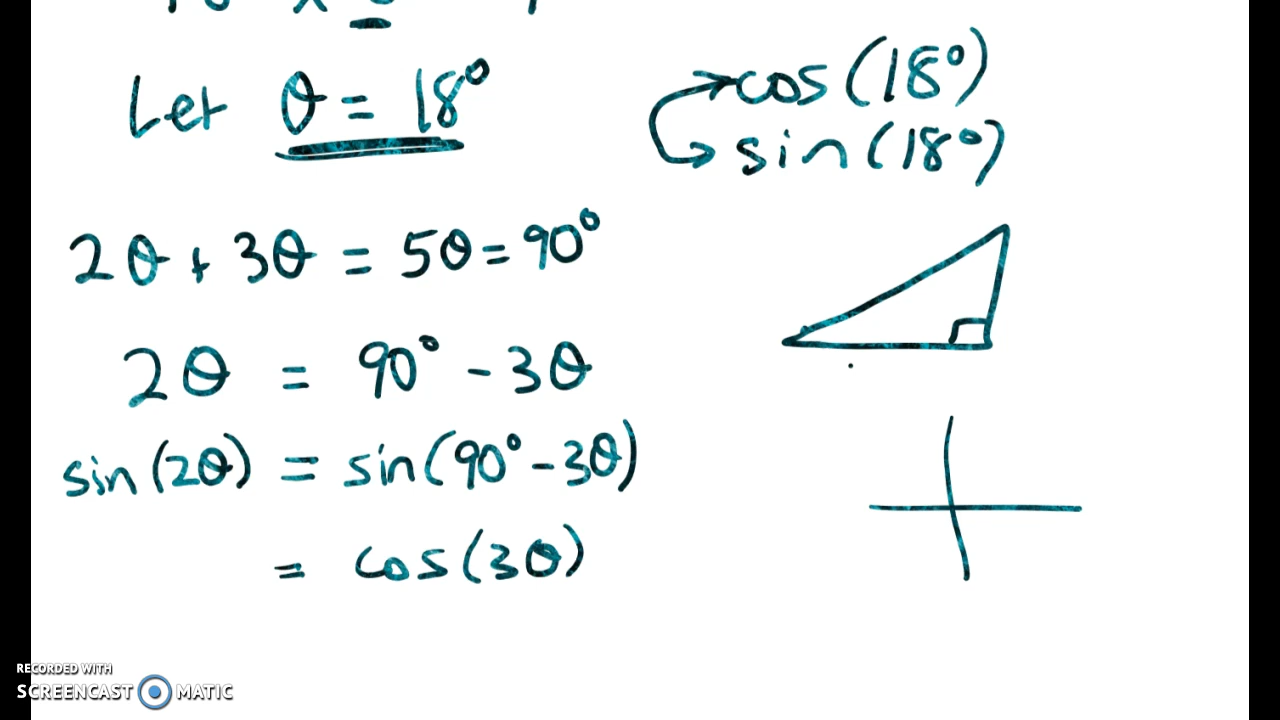 Let θ = 18°
cos(18°)
sin(18°)
2θ + 3θ = 5θ = 90°
2θ = 90° - 3θ
sin(2θ) = sin(90° - 3θ)
= cos(3θ)
RECORDED WITH
SCREENCAST MATIC